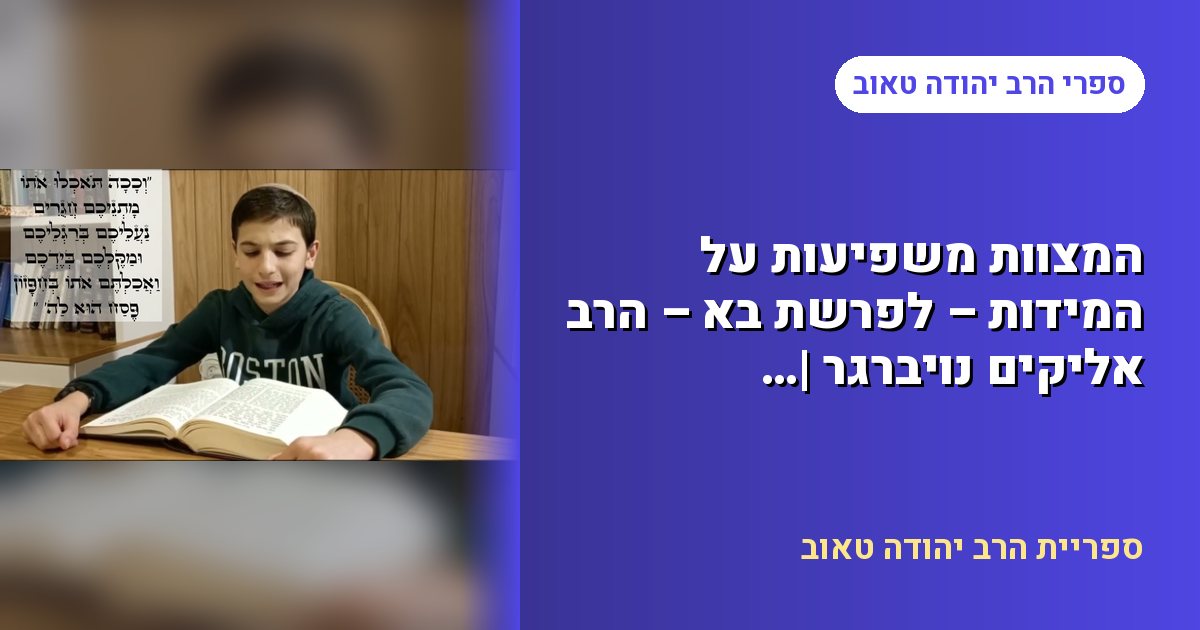 ספרי הרב יהודה טאוב
המצוות משפיעות על
המידות – לפרשת בא – הרב
אליקים נויברגר |...
ספריית הרב יהודה טאוב
"וְכָכָה תֹּאכְלוּ אֹתוֹ
מָתְנֵיכֶם חֲגֻרִים
נַעֲלֵיכֶם בְּרַגְלֵיכֶם
וּמַקֶּלְכֶם בְּיֶדְכֶם
וַאֲכַלְתֶּם אֹתוֹ בְּחִפָּזוֹן
פֶּסַח הוּא לַה' "
BOSTON